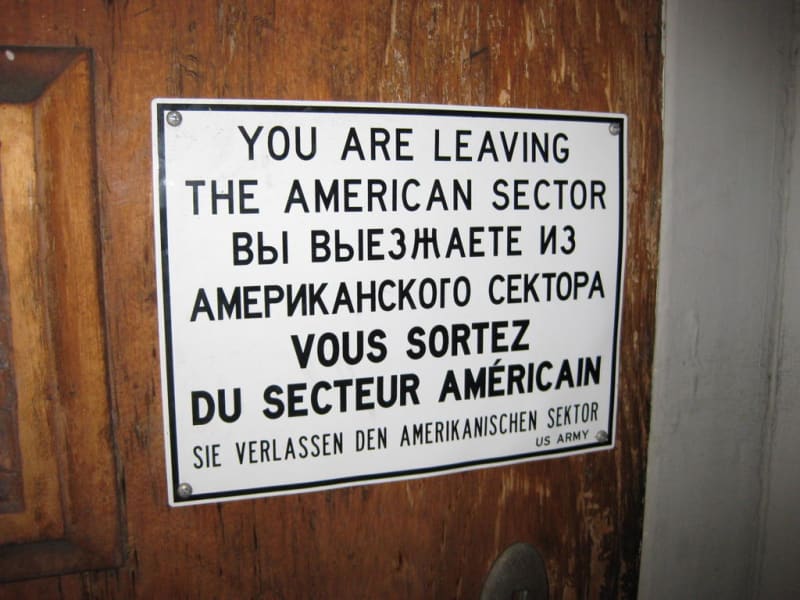 YOU ARE LEAVING
THE AMERICAN SECTOR
ВЫ ВЫЕЗЖАЕТЕ ИЗ
АМЕРИКАНСКОГО СЕКТОРА
VOUS SORTEZ
DU SECTEUR AMÉRICAIN
SIE VERLASSEN DEN AMERIKANISCHEN SEKTOR
US ARMY